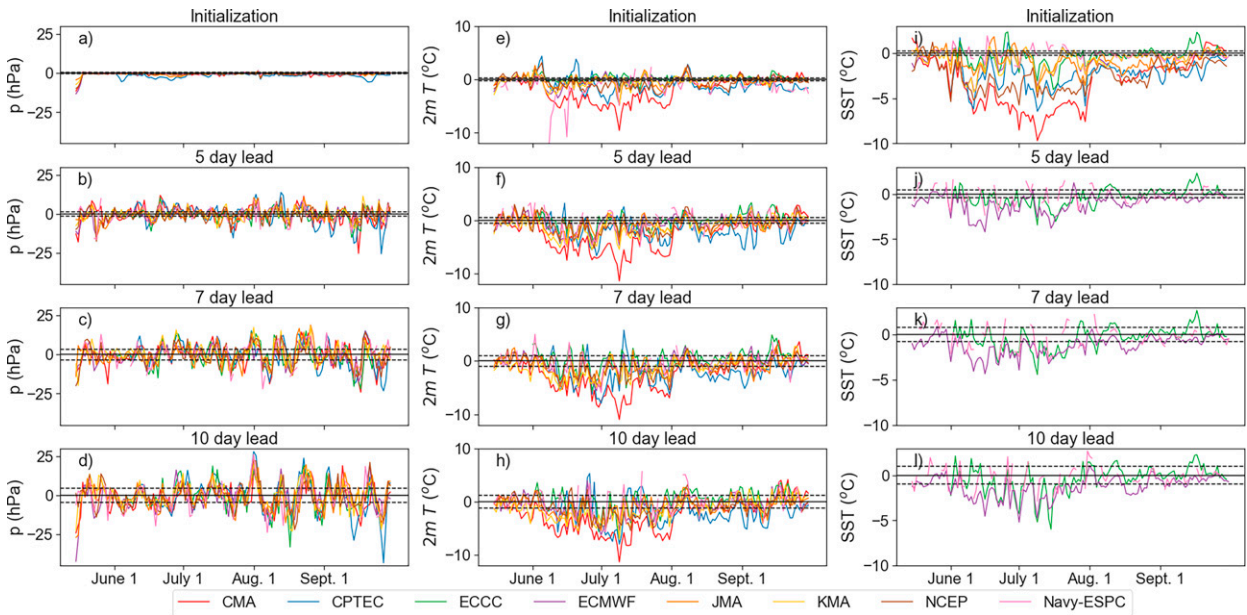 Initialization
a)
25
0
−25
p (hPa)
5 day lead
b)
25
0
−25
p (hPa)
7 day lead
c)
25
0
−25
p (hPa)
10 day lead
d)
25
0
−25
p (hPa)
June 1 July 1 Aug. 1 Sept. 1
Initialization
e)
10
0
−10
2m T (°C)
5 day lead
f)
10
0
−10
2m T (°C)
7 day lead
g)
10
0
−10
2m T (°C)
10 day lead
h)
10
0
−10
2m T (°C)
June 1 July 1 Aug. 1 Sept. 1
Initialization
i)
0
−5
−10
SST (°C)
5 day lead
j)
0
−5
−10
SST (°C)
7 day lead
k)
0
−5
−10
SST (°C)
10 day lead
l)
0
−5
−10
SST (°C)
June 1 July 1 Aug. 1 Sept. 1
CMA CPTEC ECCC ECMWF JMA KMA NCEP Navy-ESPC